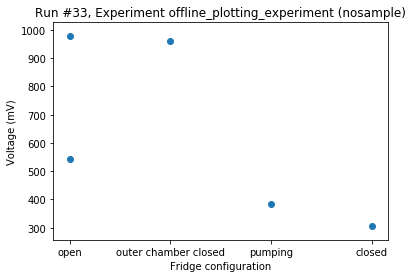 Run #33, Experiment offline_plotting_experiment (nosample)
1000
900
800
700
600
500
400
300
Voltage (mV)
open outer chamber closed pumping closed
Fridge configuration